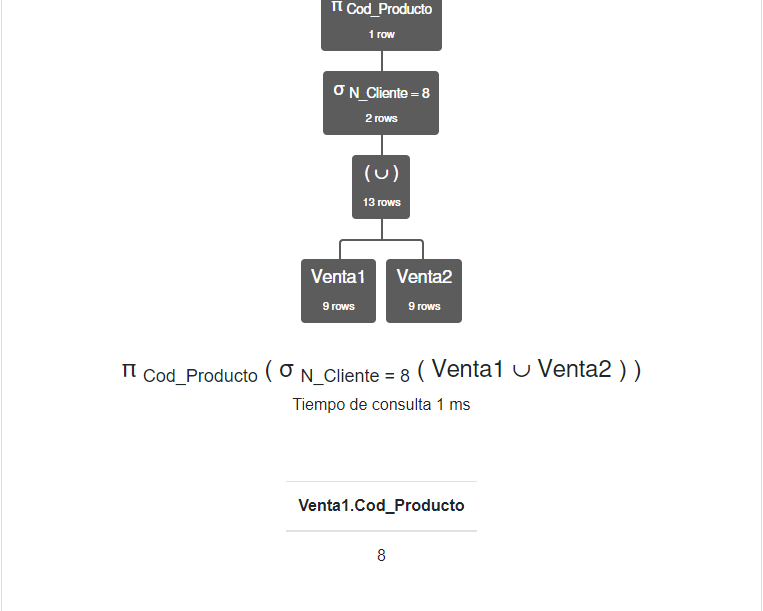 π Cod_Producto
1 row
σ N_Cliente = 8
2 rows
( ∪ )
13 rows
Venta1 Venta2
9 rows 9 rows
π Cod_Producto ( σ N_Cliente = 8 ( Venta1 ∪ Venta2 ) )
Tiempo de consulta 1 ms
Venta1.Cod_Producto
8